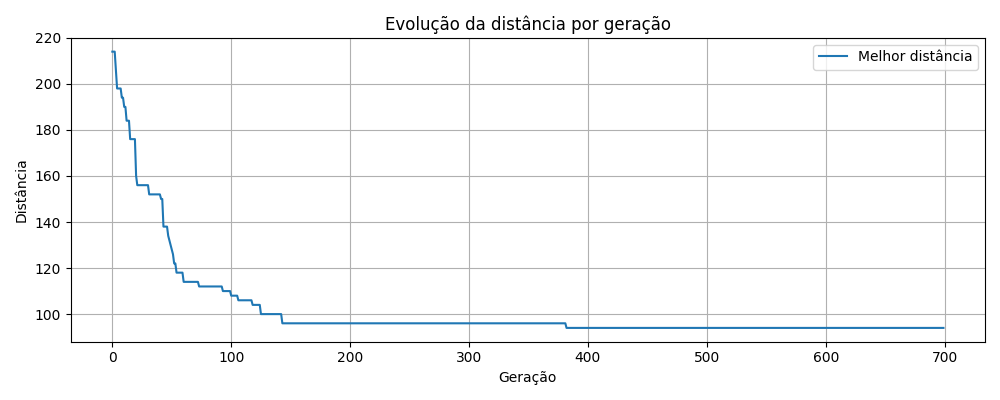 Evolução da distância por geração
Melhor distância
Distância
220
200
180
160
140
120
100
0 100 200 300 400 500 600 700
Geração